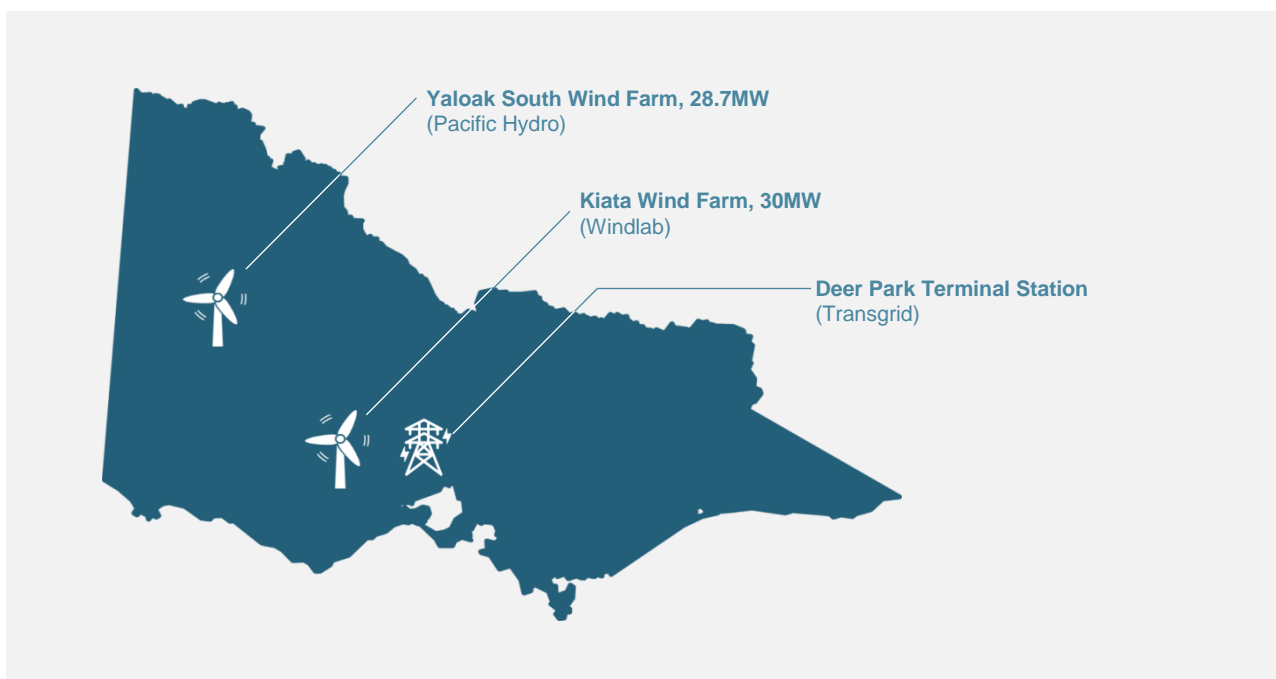 Yaloak South Wind Farm, 28.7MW
(Pacific Hydro)
Kiata Wind Farm, 30MW
(Windlab)
Deer Park Terminal Station
(Transgrid)